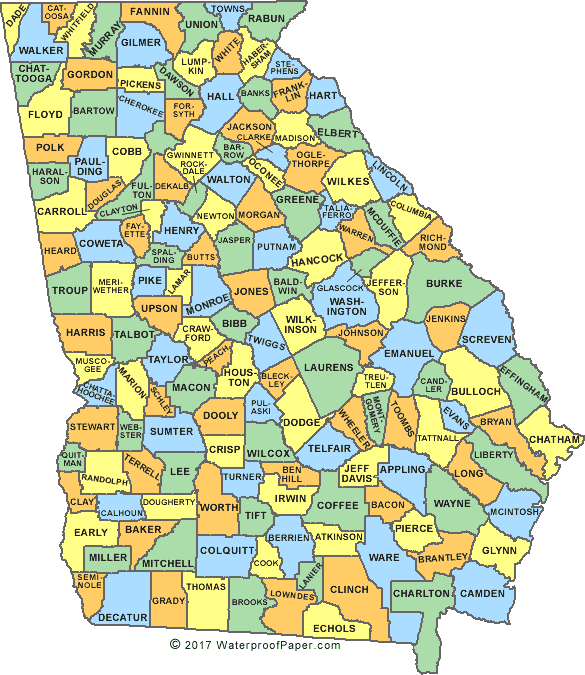 DADE
CAT-
OOSA
WHITFIELD
MURRAY
FANNIN
UNION
TOWNS
RABUN
WALKER
GILMER
WHITE
HABER-
SHAM
LUMP-
KIN
STE-
PHENS
CHAT-
TOOGA
GORDON
PICKENS
DAWSON
HALL
BANKS
FRANK-
LIN
HART
FLOYD
BARTOW
CHEROKEE
FOR-
SYTH
JACKSON
CLARKE
MADISON
ELBERT
POLK
PAUL-
DING
COBB
GWINNETT
BAR-
ROW
OCONEE
OGLE-
THORPE
WILKES
LINCOLN
HARAL-
SON
DOUGLAS
FUL-
TON
DEKALB
ROCK-
DALE
WALTON
GREENE
TALIA-
FERRO
MCDUFFIE
COLUMBIA
CARROLL
CLAYTON
NEWTON
MORGAN
WARREN
RICH-
MOND
HEARD
COWETA
FAY-
ETTE
HENRY
SPAL-
DING
BUTTS
JASPER
PUTNAM
HANCOCK
GLASCOCK
JEFFER-
SON
BURKE
TROUP
MERI-
WETHER
PIKE
LAMAR
MONROE
JONES
BALD-
WIN
WASH-
INGTON
HARRIS
UPSON
TALBOT
CRAW-
FORD
BIBB
TWIGGS
WILK-
INSON
JOHNSON
JENKINS
SCREVEN
EMANUEL
MUSCO-
GEE
CHATTA-
HOOCHEE
MARION
TAYLOR
PEACH
HOUS-
TON
BLECK-
LEY
LAURENS
TREU-
TLEN
CAN-
DLER
BULLOCH
EFFINGHAM
SCHLEY
MACON
PUL-
ASKI
DODGE
WHEELER
MONT-
GOMERY
TOOMBS
TATTNALL
EVANS
BRYAN
CHATHAM
STEWART
WEB-
STER
SUMTER
DOOLY
CRISP
WILCOX
TELFAIR
JEFF
DAVIS
APPLING
LONG
LIBERTY
QUIT-
MAN
RANDOLPH
TERRELL
LEE
TURNER
BEN
HILL
IRWIN
COFFEE
BACON
WAYNE
MCINTOSH
CLAY
CALHOUN
DOUGHERTY
WORTH
TIFT
EARLY
BAKER
MITCHELL
COLQUITT
BERRIEN
ATKINSON
WARE
PIERCE
BRANTLEY
GLYNN
MILLER
COOK
LANIER
SEMI-
NOLE
DECATUR
GRADY
THOMAS
BROOKS
LOWNDES
CLINCH
ECHOLS
CHARLTON
CAMDEN
© 2017 WaterproofPaper.com